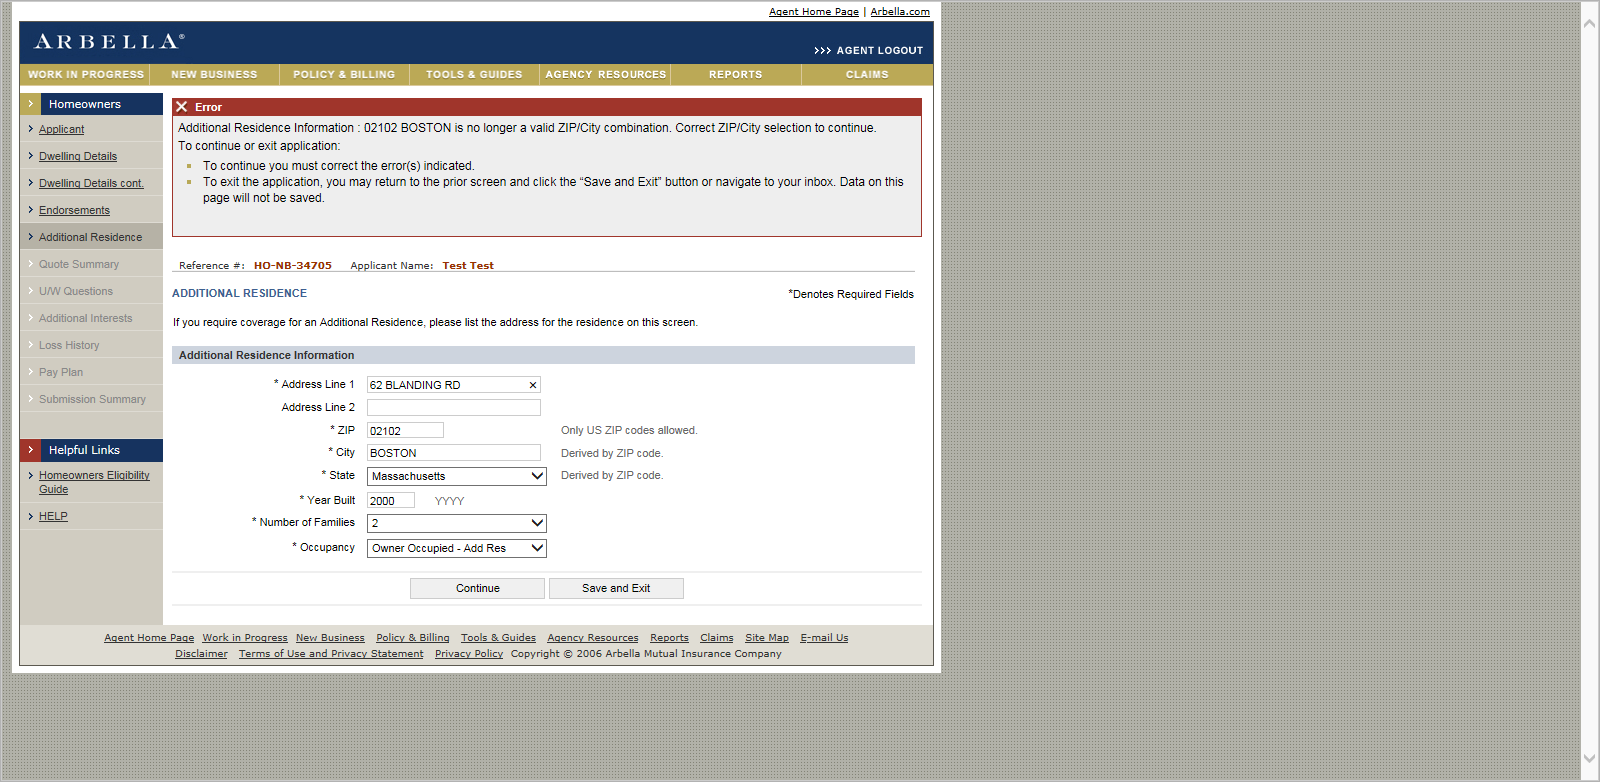 Agent Home Page | Arbella.com
ARBELLA®
>>> AGENT LOGOUT
WORK IN PROGRESS NEW BUSINESS POLICY & BILLING TOOLS & GUIDES AGENCY RESOURCES REPORTS CLAIMS
Homeowners
Applicant
Dwelling Details
Dwelling Details cont.
Endorsements
Additional Residence
Quote Summary
U/W Questions
Additional Interests
Loss History
Pay Plan
Submission Summary
Helpful Links
Homeowners Eligibility
Guide
HELP
Error
Additional Residence Information : 02102 BOSTON is no longer a valid ZIP/City combination. Correct ZIP/City selection to continue.
To continue or exit application:
To continue you must correct the error(s) indicated.
To exit the application, you may return to the prior screen and click the “Save and Exit” button or navigate to your inbox. Data on this
page will not be saved.
Reference #: HO-NB-34705 Applicant Name: Test Test
ADDITIONAL RESIDENCE
*Denotes Required Fields
If you require coverage for an Additional Residence, please list the address for the residence on this screen.
Additional Residence Information
* Address Line 1 62 BLANDING RD ×
Address Line 2
* ZIP 02102 Only US ZIP codes allowed.
* City BOSTON Derived by ZIP code.
* State Massachusetts Derived by ZIP code.
* Year Built 2000 YYYY
* Number of Families 2
* Occupancy Owner Occupied - Add Res
Continue Save and Exit
Agent Home Page Work in Progress New Business Policy & Billing Tools & Guides Agency Resources Reports Claims Site Map E-mail Us
Disclaimer Terms of Use and Privacy Statement Privacy Policy Copyright © 2006 Arbella Mutual Insurance Company